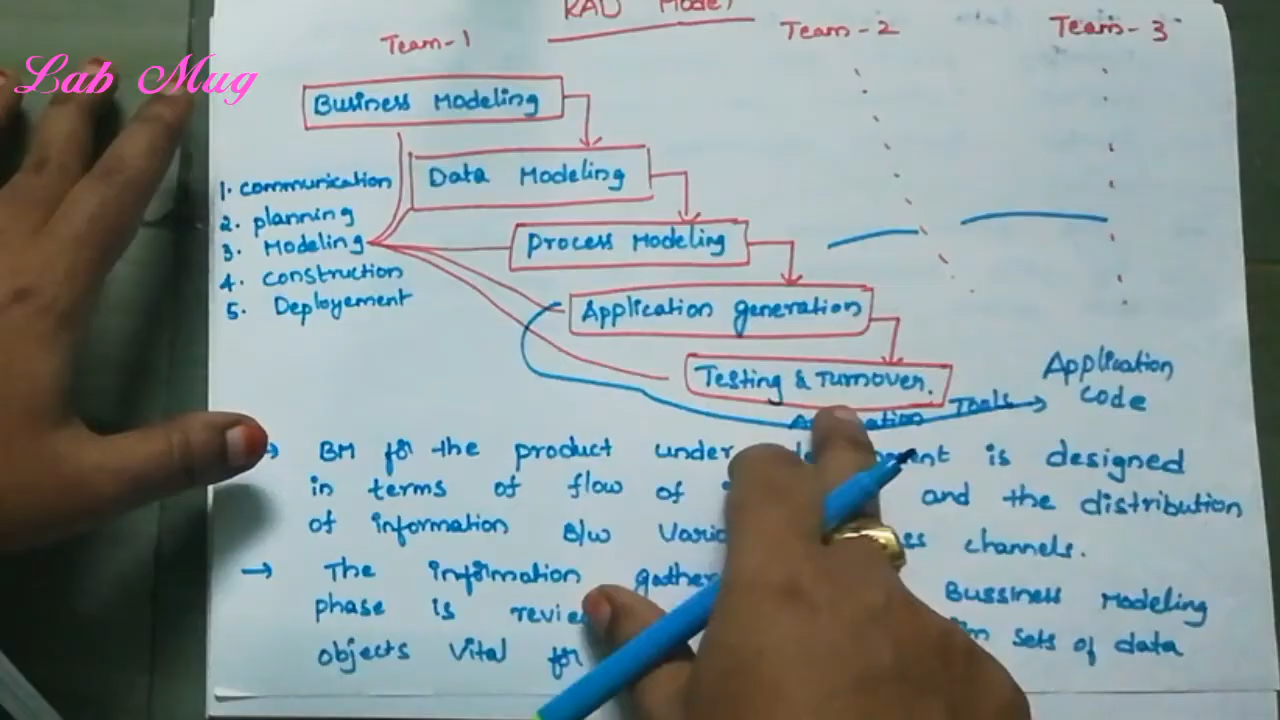 RAD Model
Team-1
Team-2
Team-3
Lab Mug
Business Modeling
Data Modeling
1. communication
2. planning
3. Modeling
4. construction
5. Deployement
process Modeling
Application generation
Testing & Turnover.
Application
code
Tools
→ BM for the product under is designed
in terms of flow of and the distribution
of information B/w channels.
→ The information Bussiness Modeling
phase is sets of data
objects vital for